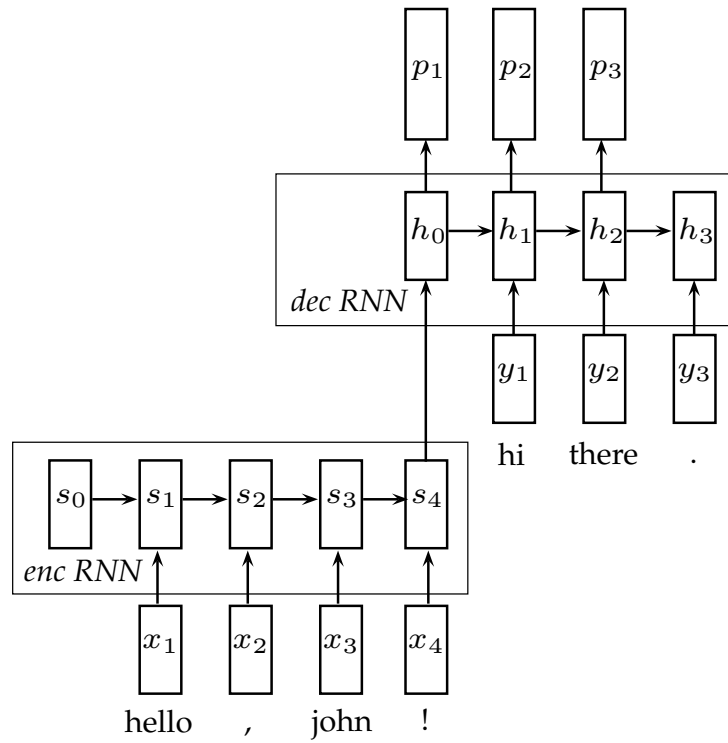 p₁ p₂ p₃
h₀ h₁ h₂ h₃
dec RNN
y₁ y₂ y₃
hi there .
s₀ s₁ s₂ s₃ s₄
enc RNN
x₁ x₂ x₃ x₄
hello , john !